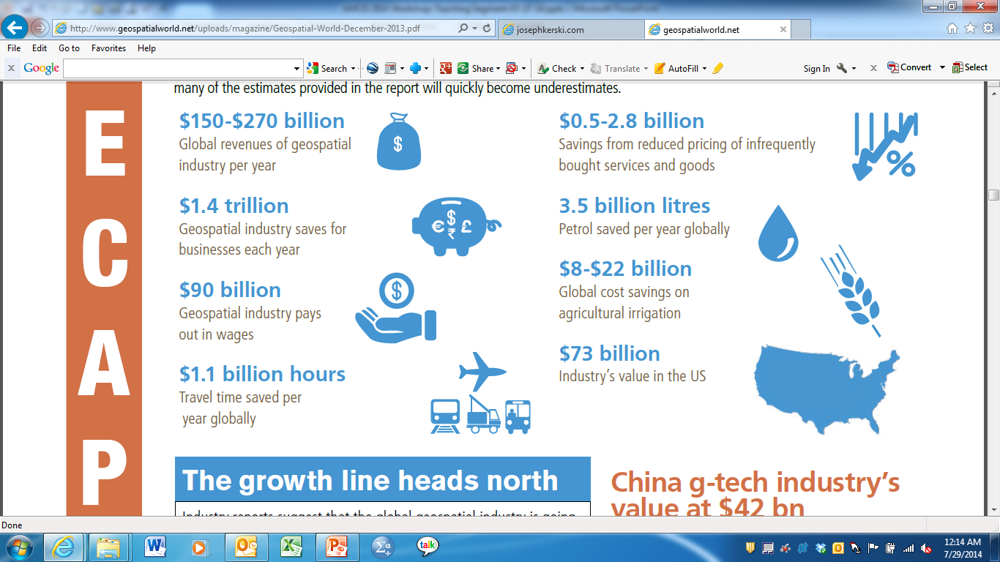 http://www.geospatialworld.net/uploads/magazine/Geospatial-World-December-2013.pdf
josephkerski.com
geospatialworld.net
File Edit Go to Favorites Help
Google Search Share Check Translate AutoFill Sign In Convert Select
many of the estimates provided in the report will quickly become underestimates.
E
C
A
P
$150-$270 billion
Global revenues of geospatial
industry per year
$
$1.4 trillion
Geospatial industry saves for
businesses each year
€ $ ₹ £
$90 billion
Geospatial industry pays
out in wages
$
$1.1 billion hours
Travel time saved per
year globally
$0.5-2.8 billion
Savings from reduced pricing of infrequently
bought services and goods
%
3.5 billion litres
Petrol saved per year globally
$8-$22 billion
Global cost savings on
agricultural irrigation
$73 billion
Industry's value in the US
The growth line heads north
Industry reports suggest that the global geospatial industry is going
China g-tech industry's
value at $42 bn
Done
talk
12:14 AM
7/29/2014